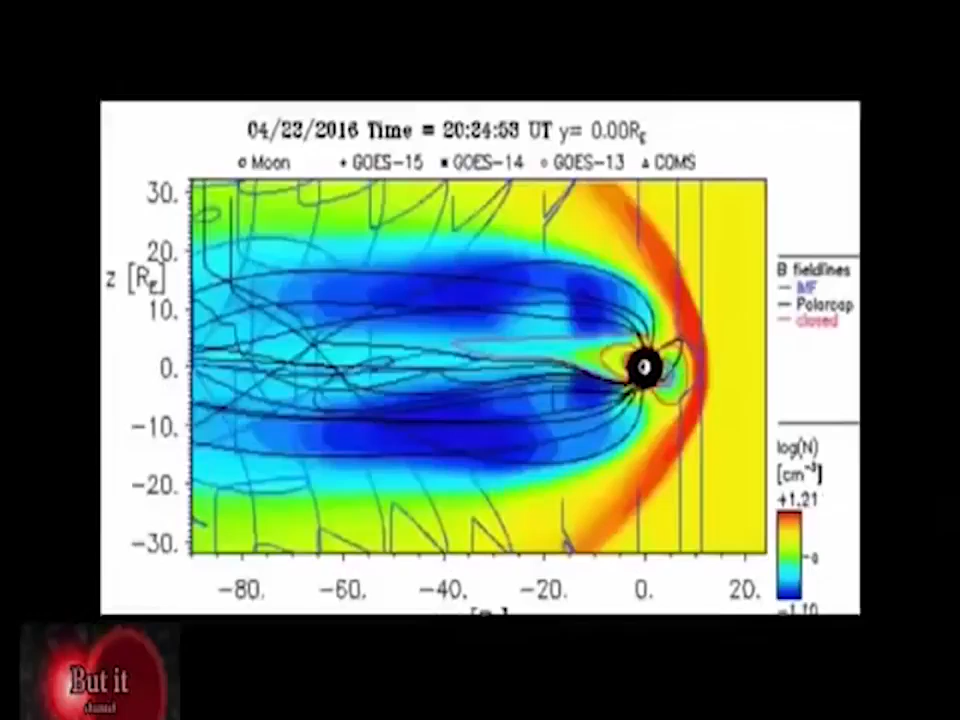 04/23/2016 Time = 20:24:53 UT y= 0.00RE
Moon GOES-15 GOES-14 GOES-13 COMS
30.
20.
z [RE]
10.
0.
-10.
-20.
-30.
-80. -60. -40. -20. 0. 20.
B fieldlines
IMF
Polarcap
closed
log(N)
[cm⁻³]
+1.21
0
-1.10
But it
channel